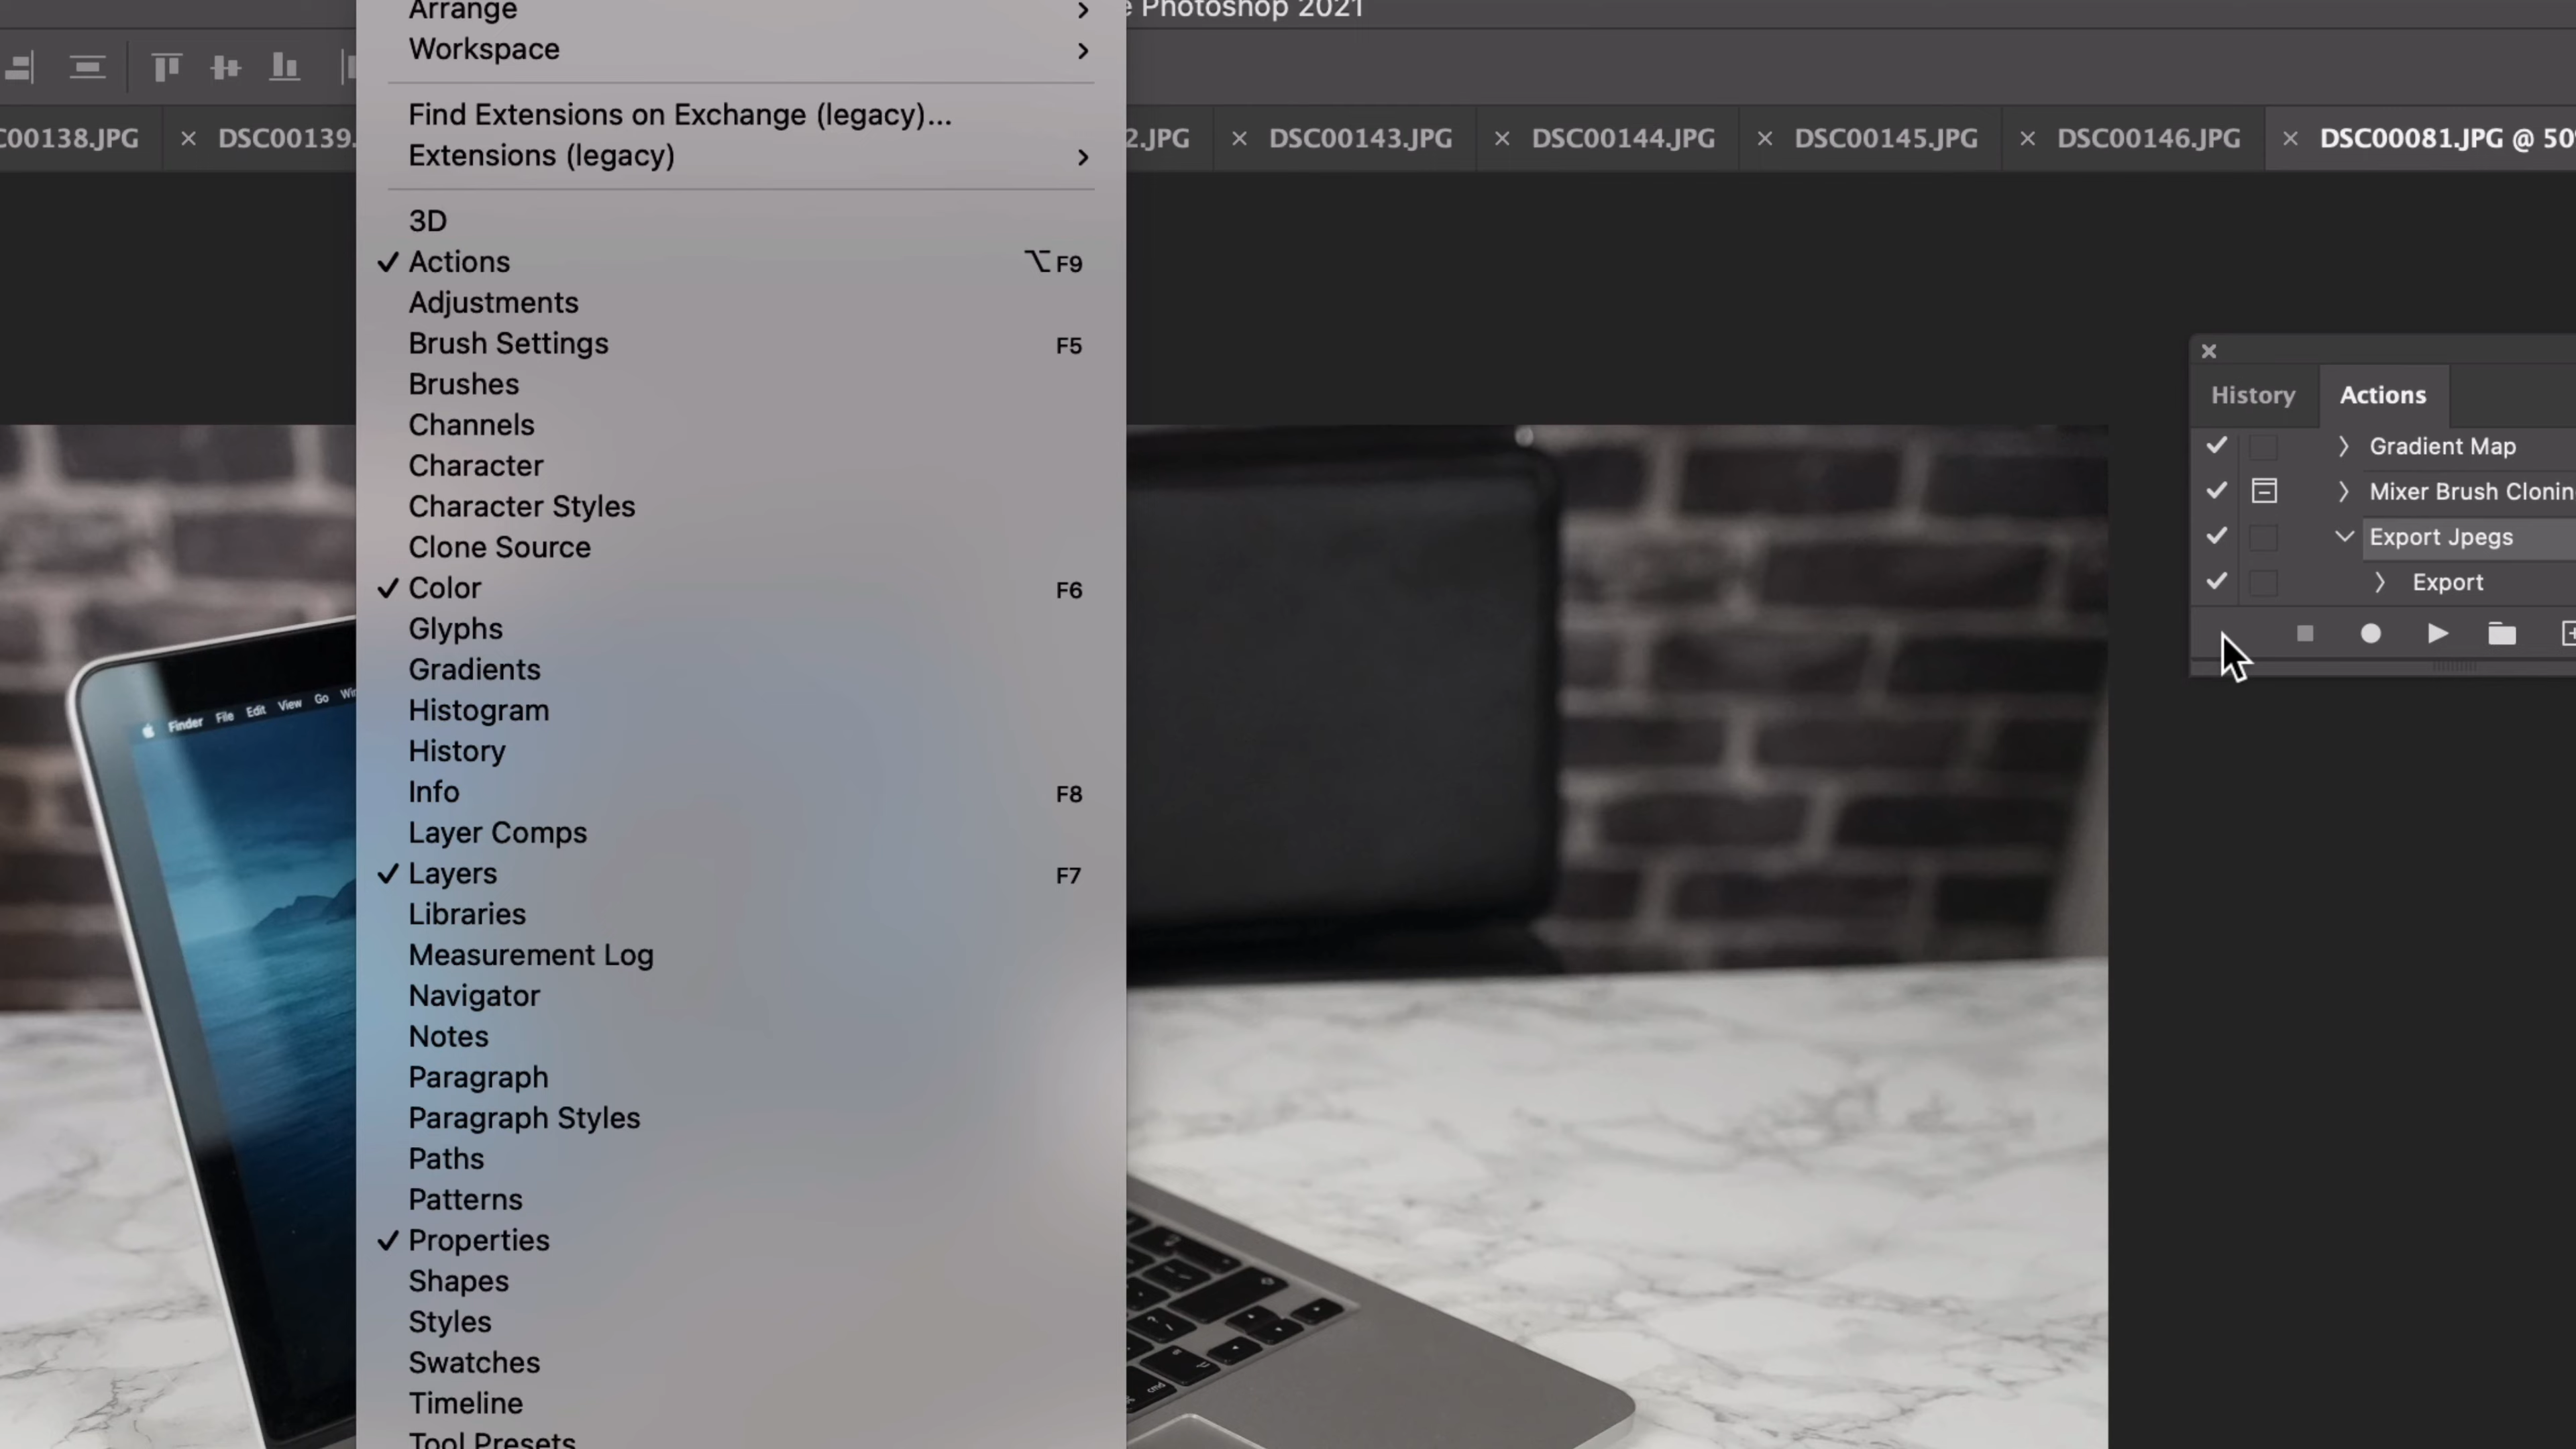 Arrange
Photoshop 2021
Workspace
Find Extensions on Exchange (legacy)...
C00138.JPG × DSC00139. 2.JPG × DSC00143.JPG × DSC00144.JPG × DSC00145.JPG × DSC00146.JPG × DSC00081.JPG @ 50
Extensions (legacy)
3D
✓ Actions ⌥F9
Adjustments
Brush Settings F5
Brushes
Channels
Character
Character Styles
Clone Source
✓ Color F6
Glyphs
Gradients
Histogram
History
Info F8
Layer Comps
✓ Layers F7
Libraries
Measurement Log
Navigator
Notes
Paragraph
Paragraph Styles
Paths
Patterns
✓ Properties
Shapes
Styles
Swatches
Timeline
Tool Presets
History Actions
Gradient Map
Mixer Brush Clonin
Export Jpegs
Export
Finder File Edit View Go Wi
cmd